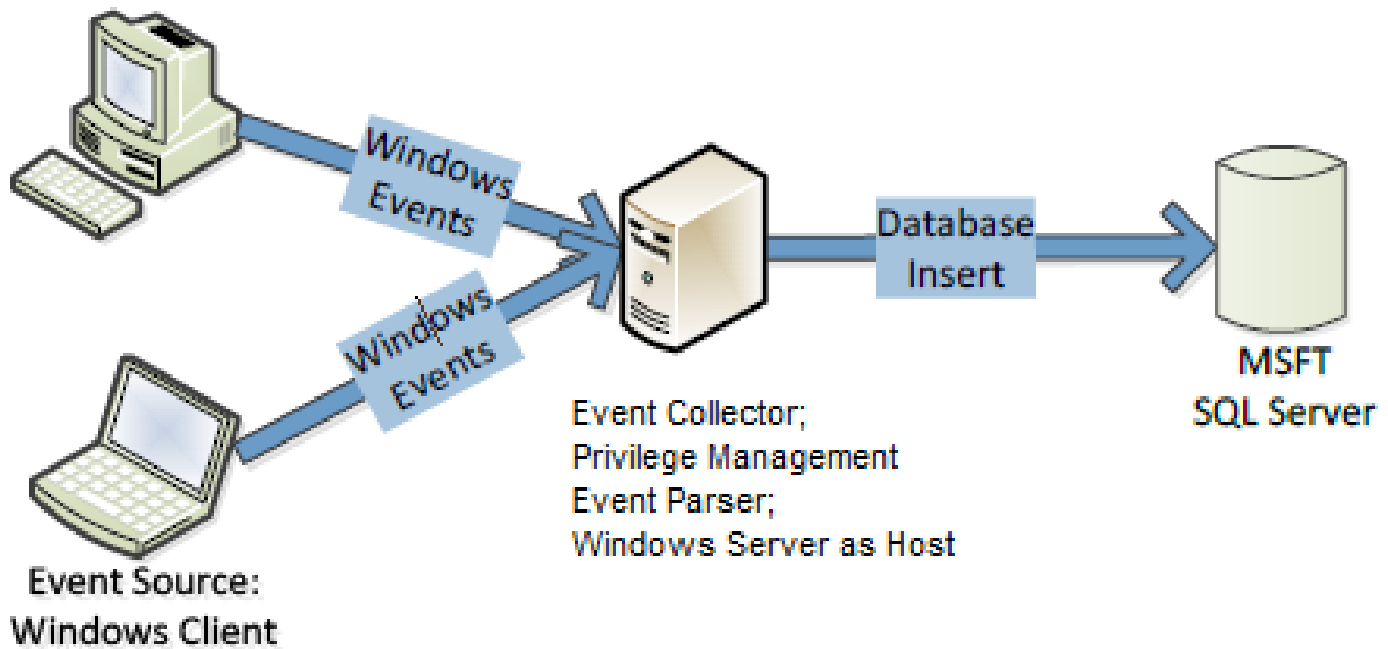 Windows
Events
Windows
Events
Database
Insert
MSFT
SQL Server
Event Collector;
Privilege Management
Event Parser;
Windows Server as Host
Event Source:
Windows Client